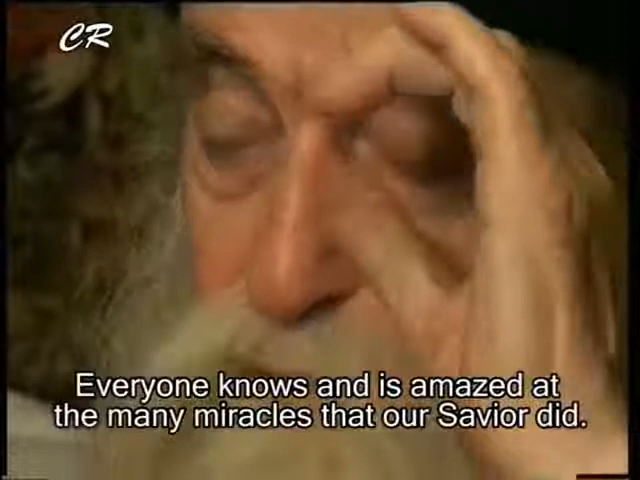 CR
Everyone knows and is amazed at
the many miracles that our Savior did.